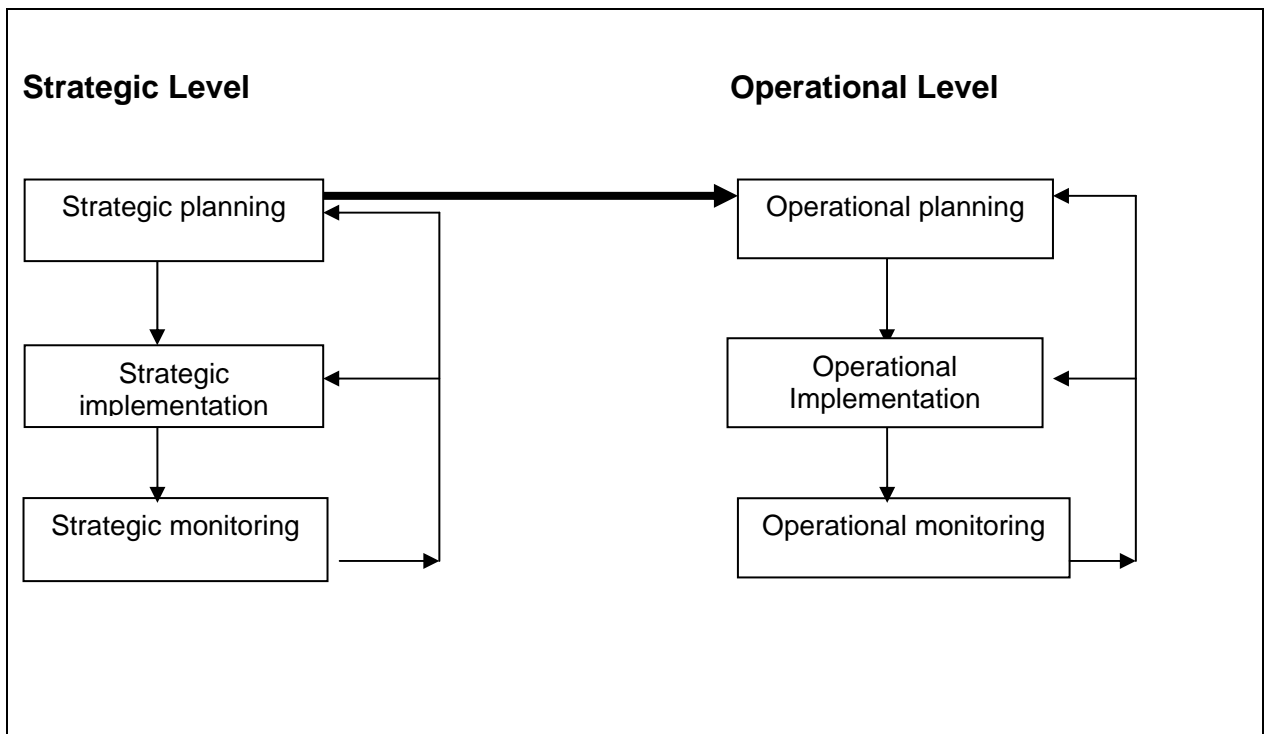 Strategic Level
Operational Level
Strategic planning
Operational planning
Strategic
implementation
Operational
Implementation
Strategic monitoring
Operational monitoring